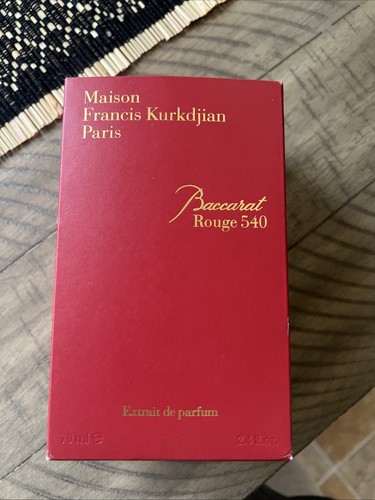 Maison
Francis Kurkdjian
Paris
Baccarat
Rouge 540
Extrait de parfum
70 ml ℮ 2.4 fl.oz.